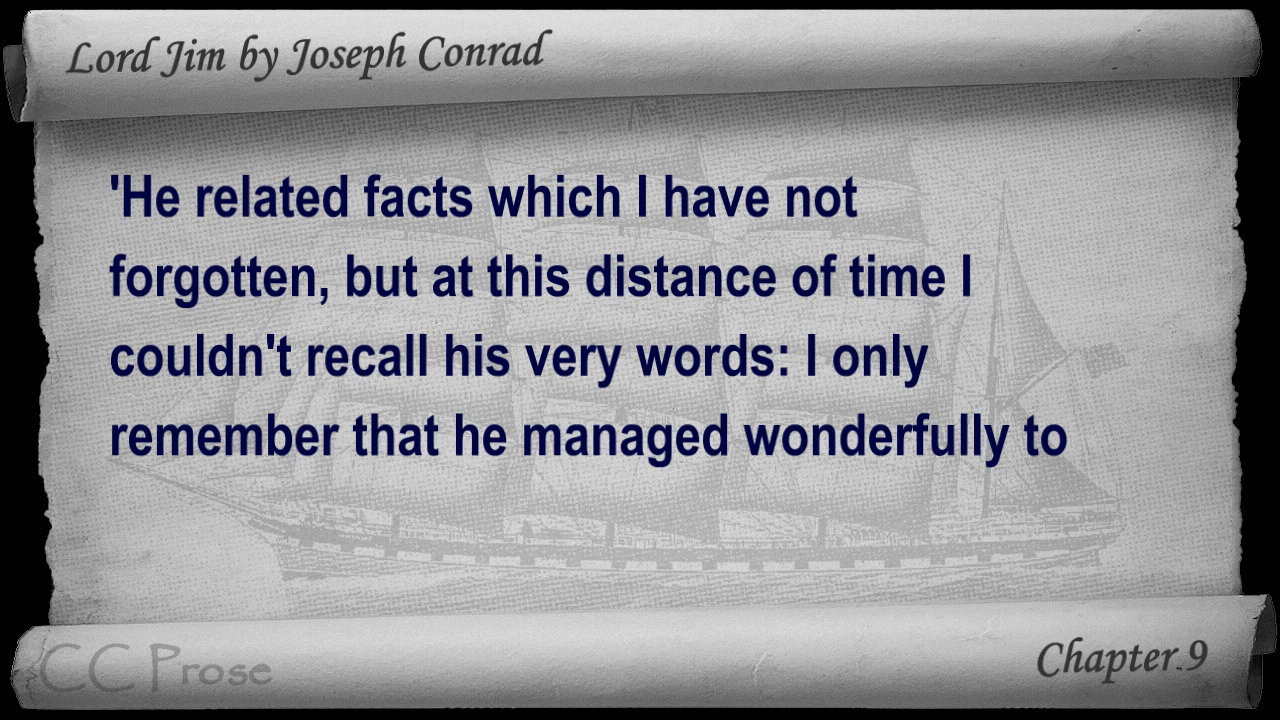 Lord Jim by Joseph Conrad
'He related facts which I have not
forgotten, but at this distance of time I
couldn't recall his very words: I only
remember that he managed wonderfully to
CC Prose
Chapter.9